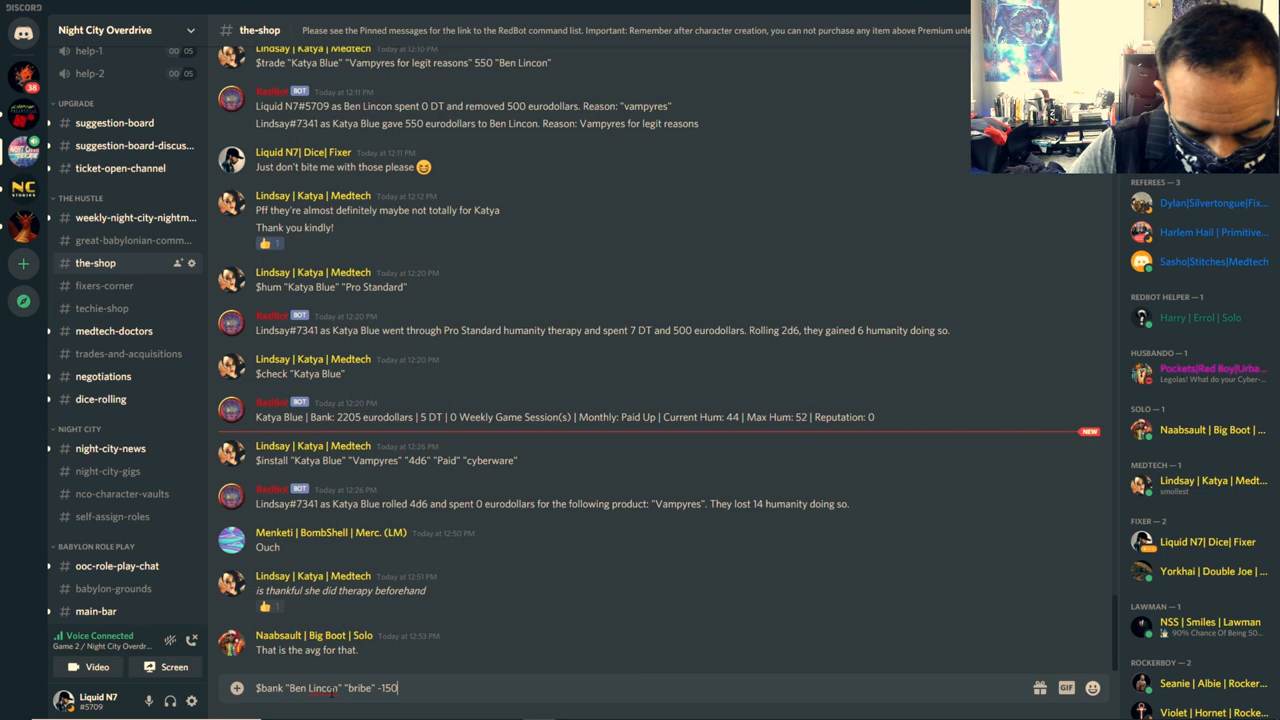 DISCORD
Night City Overdrive
the-shop
Please see the Pinned messages for the link to the RedBot command list. Important: Remember after character creation, you can not purchase any item above Premium unle
38
help-1
00 05
help-2
00 05
UPGRADE
suggestion-board
suggestion-board-discus...
ticket-open-channel
THE HUSTLE
weekly-night-city-nightm...
great-babylonian-comm...
the-shop
fixers-corner
techie-shop
medtech-doctors
trades-and-acquisitions
negotiations
dice-rolling
NIGHT CITY
night-city-news
night-city-gigs
nco-character-vaults
self-assign-roles
BABYLON ROLE PLAY
ooc-role-play-chat
babylon-grounds
main-bar
Voice Connected
Game 2 / Night City Overdr...
Video
Screen
Liquid N7
#5709
Lindsay | Katya | Medtech Today at 12:10 PM
$trade "Katya Blue" "Vampyres for legit reasons" 550 "Ben Lincon"
RedBot BOT Today at 12:11 PM
Liquid N7#5709 as Ben Lincon spent 0 DT and removed 500 eurodollars. Reason: "vampyres"
Lindsay#7341 as Katya Blue gave 550 eurodollars to Ben Lincon. Reason: Vampyres for legit reasons
Liquid N7| Dice| Fixer Today at 12:11 PM
Just don't bite me with those please
Lindsay | Katya | Medtech Today at 12:12 PM
Pff they're almost definitely maybe not totally for Katya
Thank you kindly!
1
Lindsay | Katya | Medtech Today at 12:20 PM
$hum "Katya Blue" "Pro Standard"
RedBot BOT Today at 12:20 PM
Lindsay#7341 as Katya Blue went through Pro Standard humanity therapy and spent 7 DT and 500 eurodollars. Rolling 2d6, they gained 6 humanity doing so.
Lindsay | Katya | Medtech Today at 12:20 PM
$check "Katya Blue"
RedBot BOT Today at 12:20 PM
Katya Blue | Bank: 2205 eurodollars | 5 DT | 0 Weekly Game Session(s) | Monthly: Paid Up | Current Hum: 44 | Max Hum: 52 | Reputation: 0
NEW
Lindsay | Katya | Medtech Today at 12:26 PM
$install "Katya Blue" "Vampyres" "4d6" "Paid" "cyberware"
RedBot BOT Today at 12:26 PM
Lindsay#7341 as Katya Blue rolled 4d6 and spent 0 eurodollars for the following product: "Vampyres". They lost 14 humanity doing so.
Menketi | BombShell | Merc. (LM) Today at 12:50 PM
Ouch
Lindsay | Katya | Medtech Today at 12:51 PM
is thankful she did therapy beforehand
1
Naabsault | Big Boot | Solo Today at 12:53 PM
That is the avg for that.
$bank "Ben Lincon" "bribe" -150
GIF
REFEREES — 3
Dylan|Silvertongue|Fix...
Harlem Hail | Primitive...
Sasho|Stitches|Medtech
REDBOT HELPER — 1
Harry | Errol | Solo
HUSBANDO — 1
Pockets|Red Boy|Urba...
Legolas! What do your Cyber-...
SOLO — 1
Naabsault | Big Boot | ...
MEDTECH — 1
Lindsay | Katya | Medt...
smollest
FIXER — 2
Liquid N7| Dice| Fixer
Yorkhai | Double Joe | ...
LAWMAN — 1
NSS | Smiles | Lawman
90% Chance Of Being 50...
ROCKERBOY — 2
Seanie | Albie | Rocker...
Violet | Hornet | Rocke...